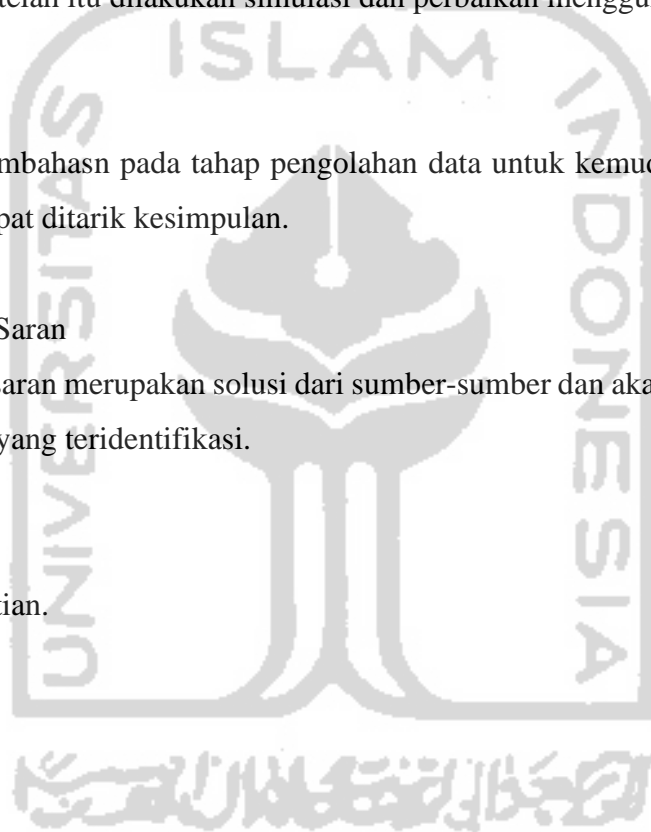 telah itu dilakukan simulasi dan perbaikan menggu
ISLAM
UNIVERSITAS
INDONESIA
mbahasn pada tahap pengolahan data untuk kemud
pat ditarik kesimpulan.
Saran
saran merupakan solusi dari sumber-sumber dan aka
yang teridentifikasi.
tian.